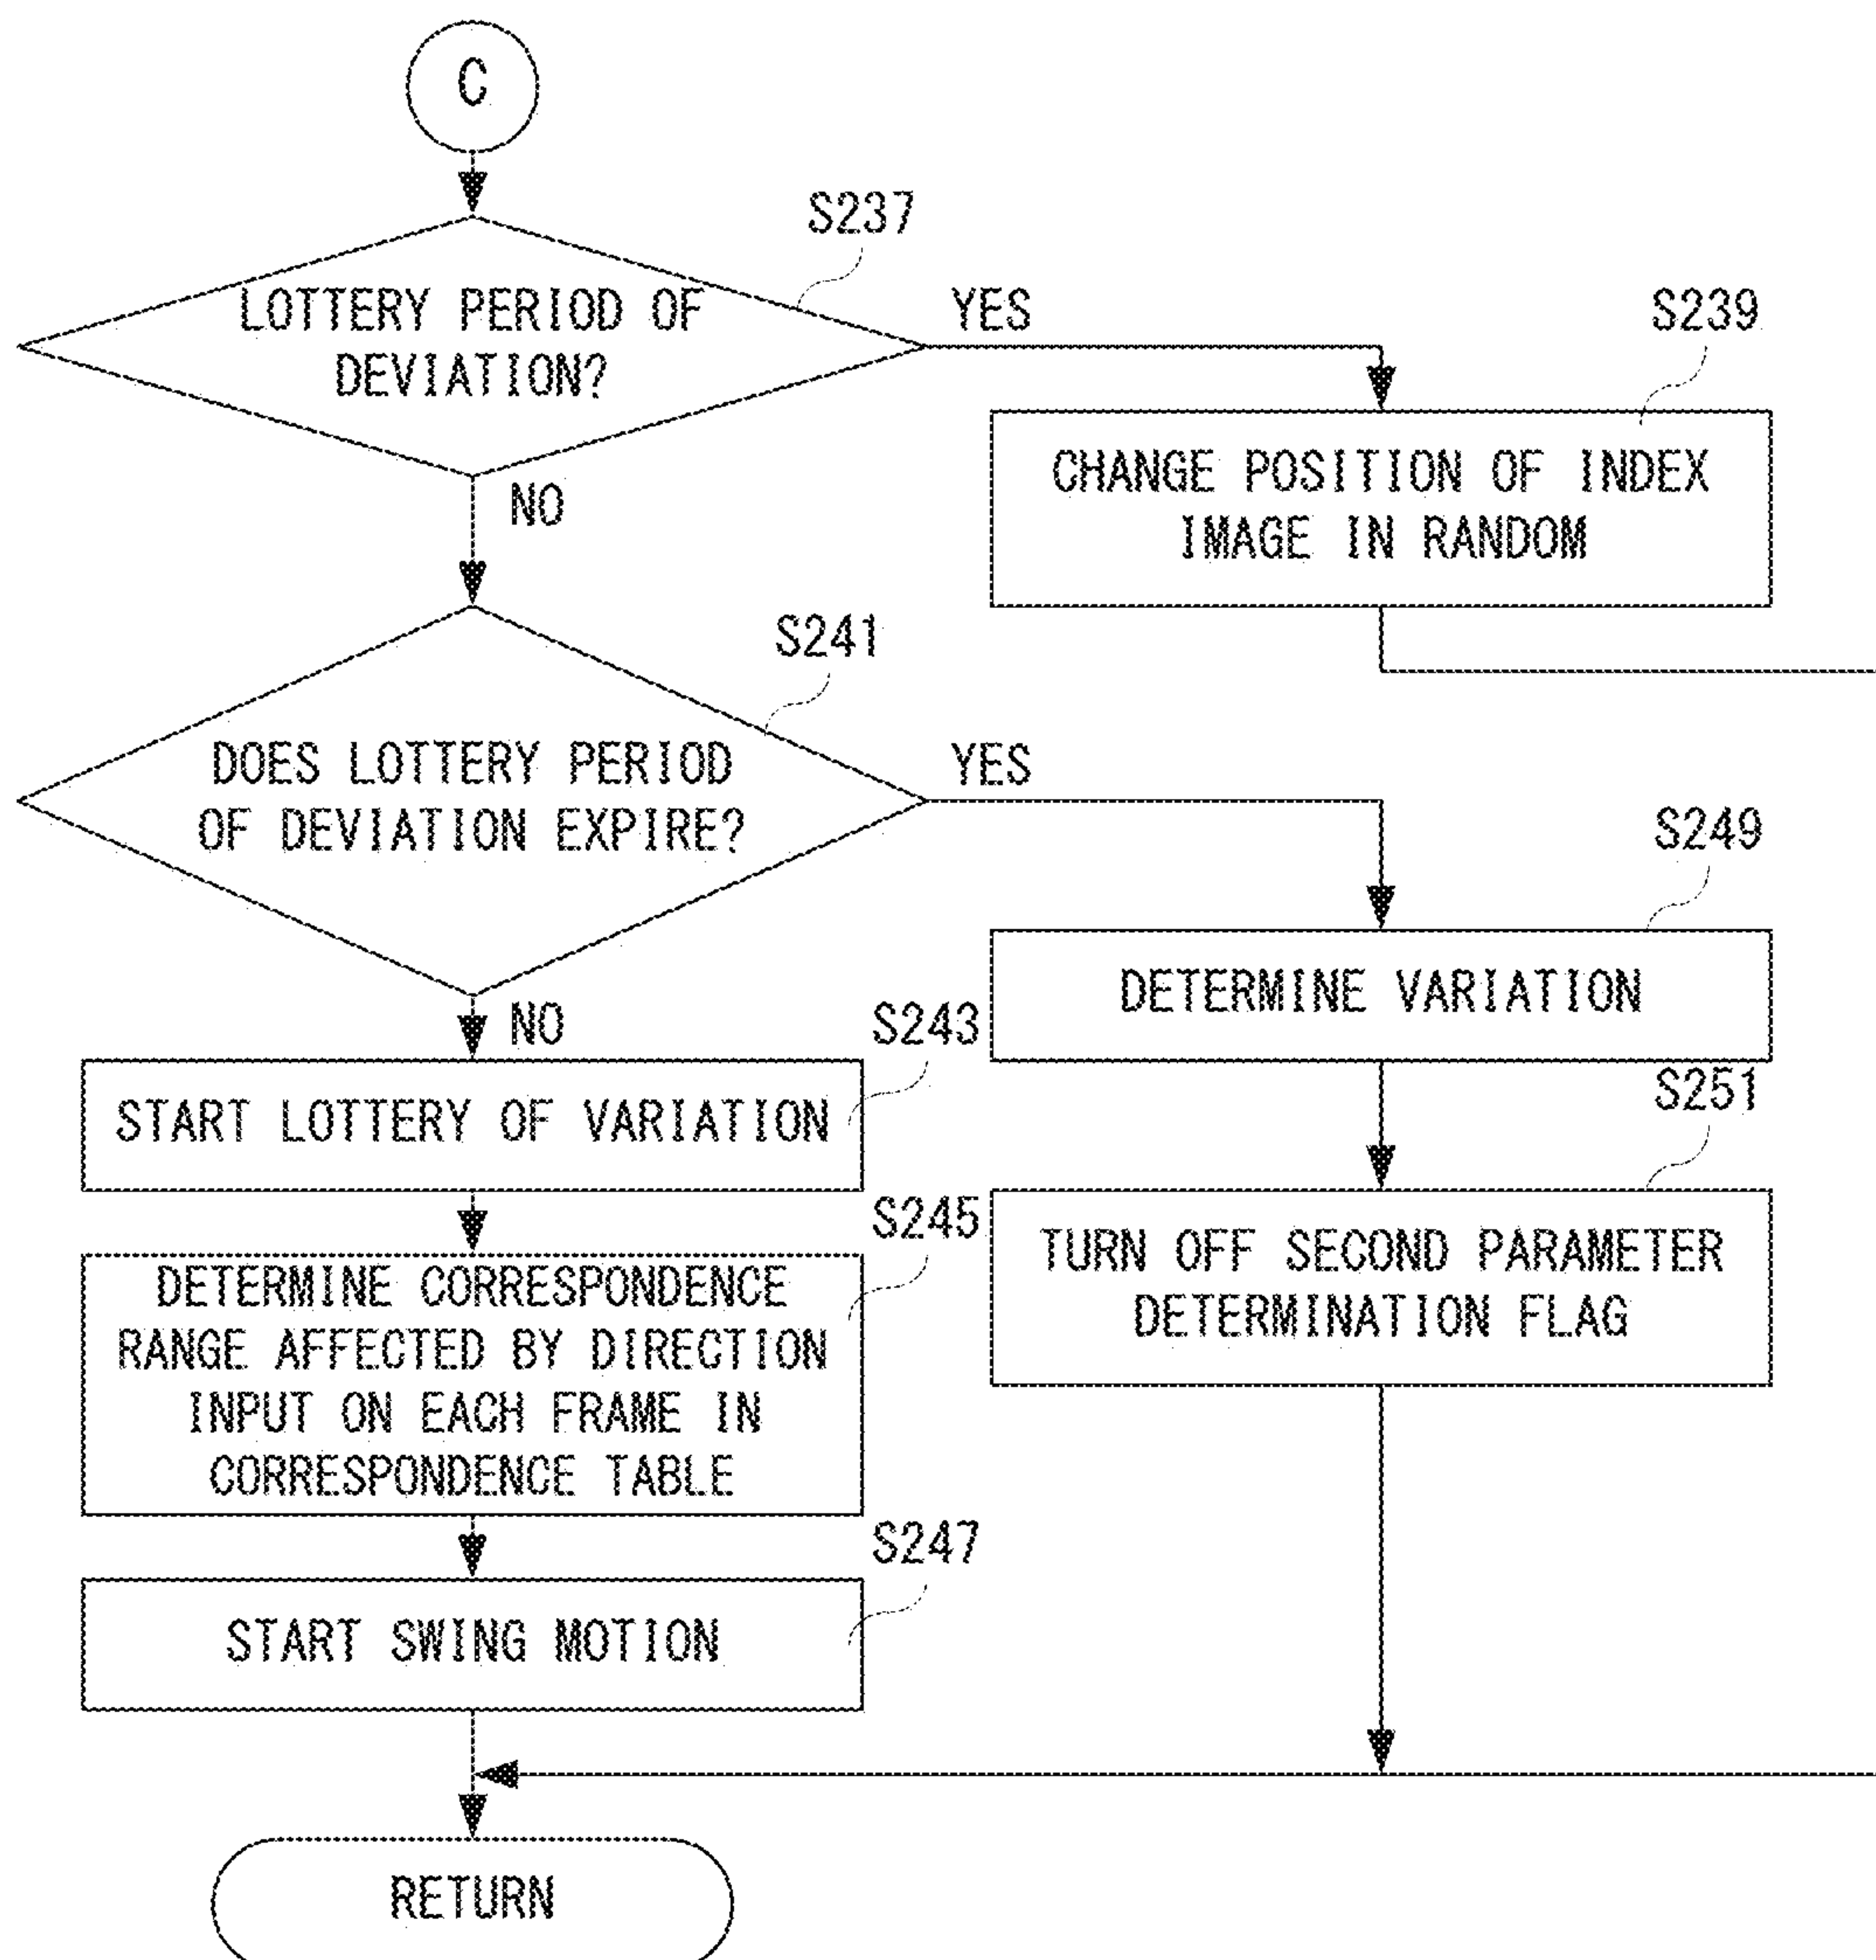 C
S237
LOTTERY PERIOD OF
DEVIATION?
YES
NO
S239
CHANGE POSITION OF INDEX
IMAGE IN RANDOM
S241
DOES LOTTERY PERIOD
OF DEVIATION EXPIRE?
YES
NO
S249
DETERMINE VARIATION
S243
START LOTTERY OF VARIATION
S251
TURN OFF SECOND PARAMETER
DETERMINATION FLAG
S245
DETERMINE CORRESPONDENCE
RANGE AFFECTED BY DIRECTION
INPUT ON EACH FRAME IN
CORRESPONDENCE TABLE
S247
START SWING MOTION
RETURN